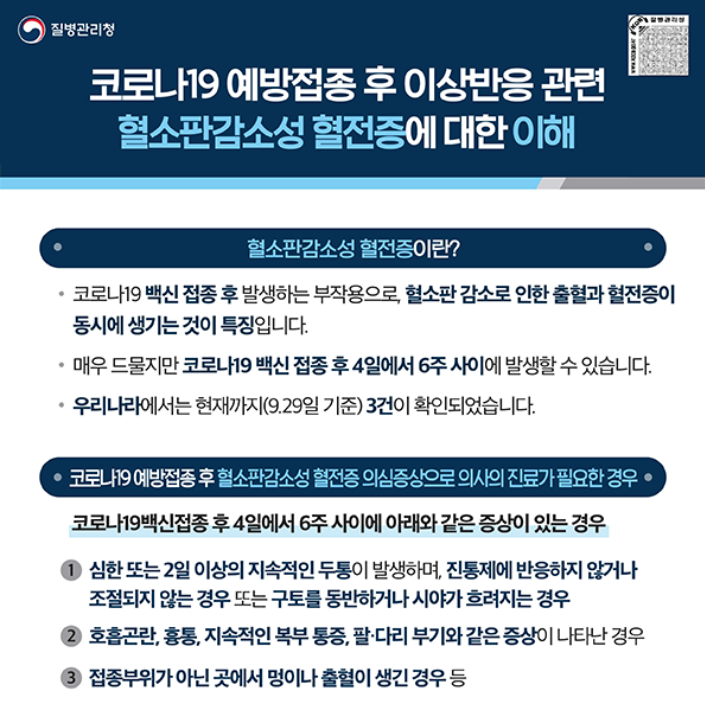 질병관리청
질병관리청
코로나19 예방접종 후 이상반응 관련
혈소판감소성 혈전증에 대한 이해
혈소판감소성 혈전증이란?
• 코로나19 백신 접종 후 발생하는 부작용으로, 혈소판 감소로 인한 출혈과 혈전증이
동시에 생기는 것이 특징입니다.
• 매우 드물지만 코로나19 백신 접종 후 4일에서 6주 사이에 발생할 수 있습니다.
• 우리나라에서는 현재까지(9.29일 기준) 3건이 확인되었습니다.
코로나19 예방접종 후 혈소판감소성 혈전증 의심증상으로 의사의 진료가 필요한 경우
코로나19백신접종 후 4일에서 6주 사이에 아래와 같은 증상이 있는 경우
1 심한 또는 2일 이상의 지속적인 두통이 발생하며, 진통제에 반응하지 않거나
조절되지 않는 경우 또는 구토를 동반하거나 시야가 흐려지는 경우
2 호흡곤란, 흉통, 지속적인 복부 통증, 팔·다리 부기와 같은 증상이 나타난 경우
3 접종부위가 아닌 곳에서 멍이나 출혈이 생긴 경우 등